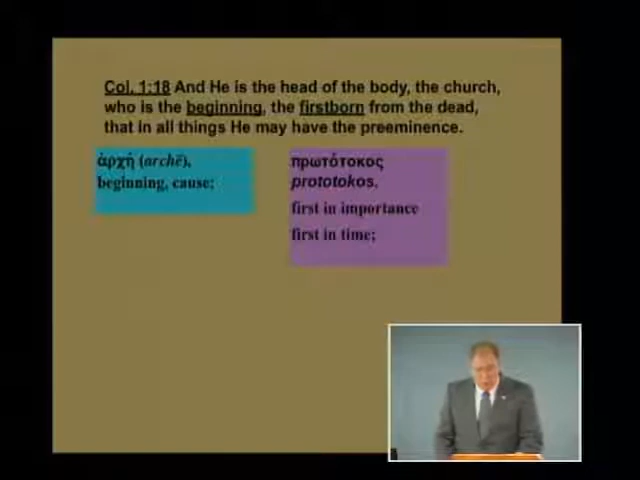 Col. 1:18 And He is the head of the body, the church,
who is the beginning, the firstborn from the dead,
that in all things He may have the preeminence.
ἀρχή (archē),
beginning, cause;
πρωτότοκος
prototokos,
first in importance
first in time;